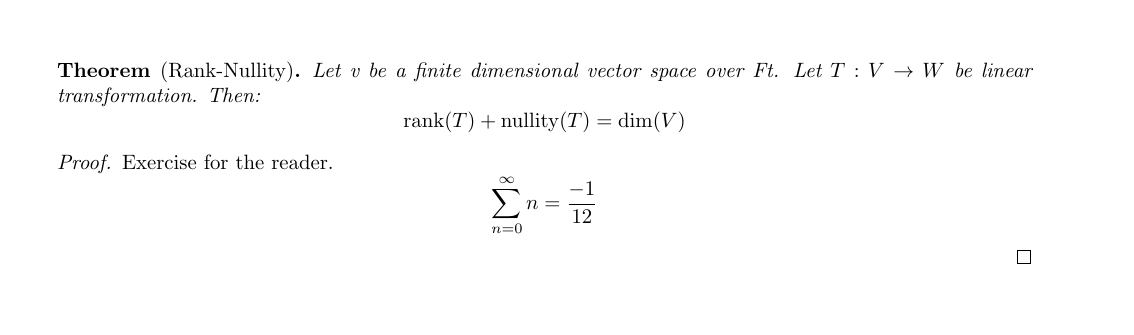 Theorem (Rank-Nullity). Let v be a finite dimensional vector space over Ft. Let T : V → W be linear
transformation. Then:
rank(T) + nullity(T) = dim(V)
Proof. Exercise for the reader.
∑_{n=0}^{∞} n = \frac{-1}{12}
□